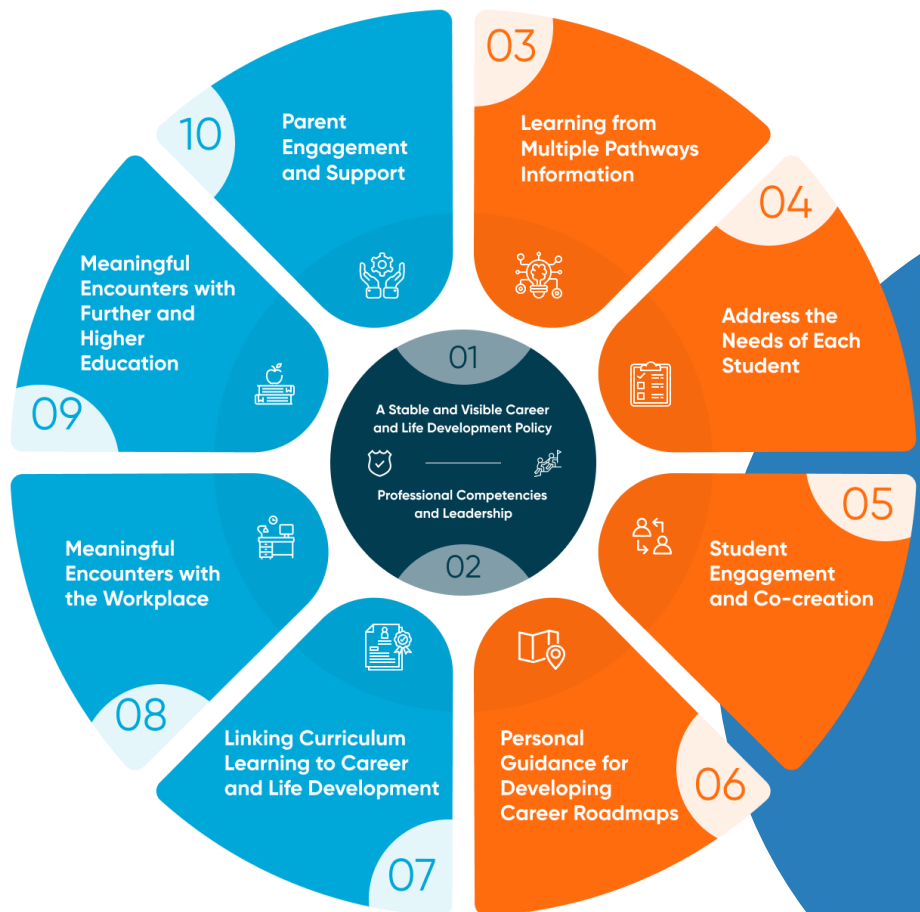 01
A Stable and Visible Career
and Life Development Policy
Professional Competencies
and Leadership
02
03
Learning from
Multiple Pathways
Information
04
Address the
Needs of Each
Student
05
Student
Engagement
and Co-creation
06
Personal
Guidance for
Developing
Career Roadmaps
07
Linking Curriculum
Learning to Career
and Life Development
08
Meaningful
Encounters with
the Workplace
09
Meaningful
Encounters with
Further and
Higher
Education
10
Parent
Engagement
and Support